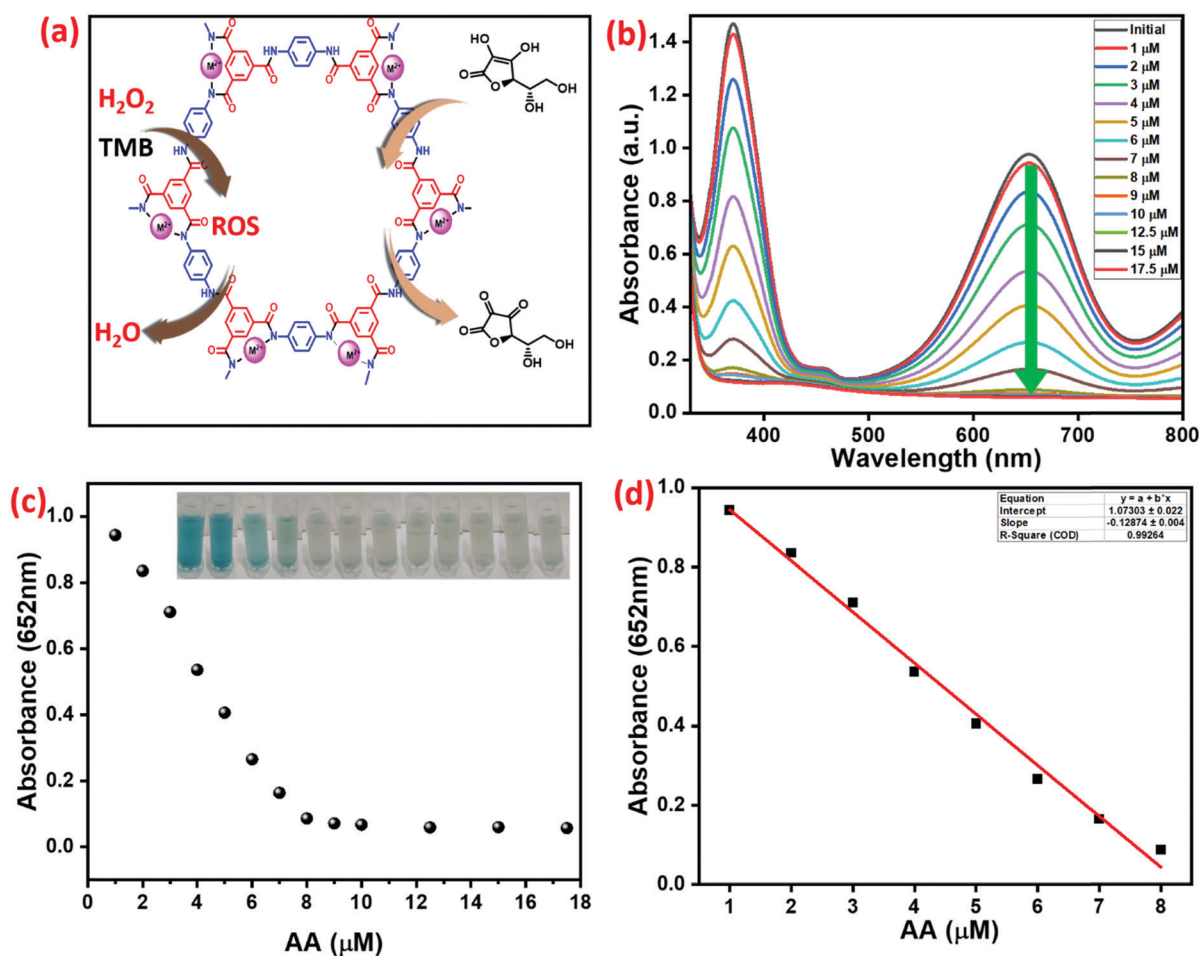 (a)
H2O2
TMB
ROS
H2O
M2+
M2+
M2+
M2+
M2+
M2+
(b)
Absorbance (a.u.)
1.4
1.2
1.0
0.8
0.6
0.4
0.2
0.0
400 500 600 700 800
Wavelength (nm)
Initial
1 μM
2 μM
3 μM
4 μM
5 μM
6 μM
7 μM
8 μM
9 μM
10 μM
12.5 μM
15 μM
17.5 μM
(c)
Absorbance (652nm)
1.0
0.8
0.6
0.4
0.2
0.0
0 2 4 6 8 10 12 14 16 18
AA (μM)
(d)
Absorbance (652nm)
1.0
0.8
0.6
0.4
0.2
0.0
1 2 3 4 5 6 7 8
AA (μM)
Equation y = a + b*x
Intercept 1.07303 ± 0.022
Slope -0.12874 ± 0.004
R-Square (COD) 0.99264